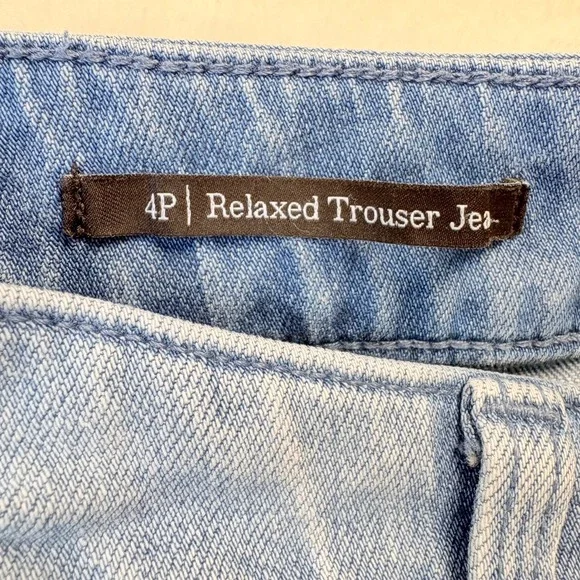 4P | Relaxed Trouser